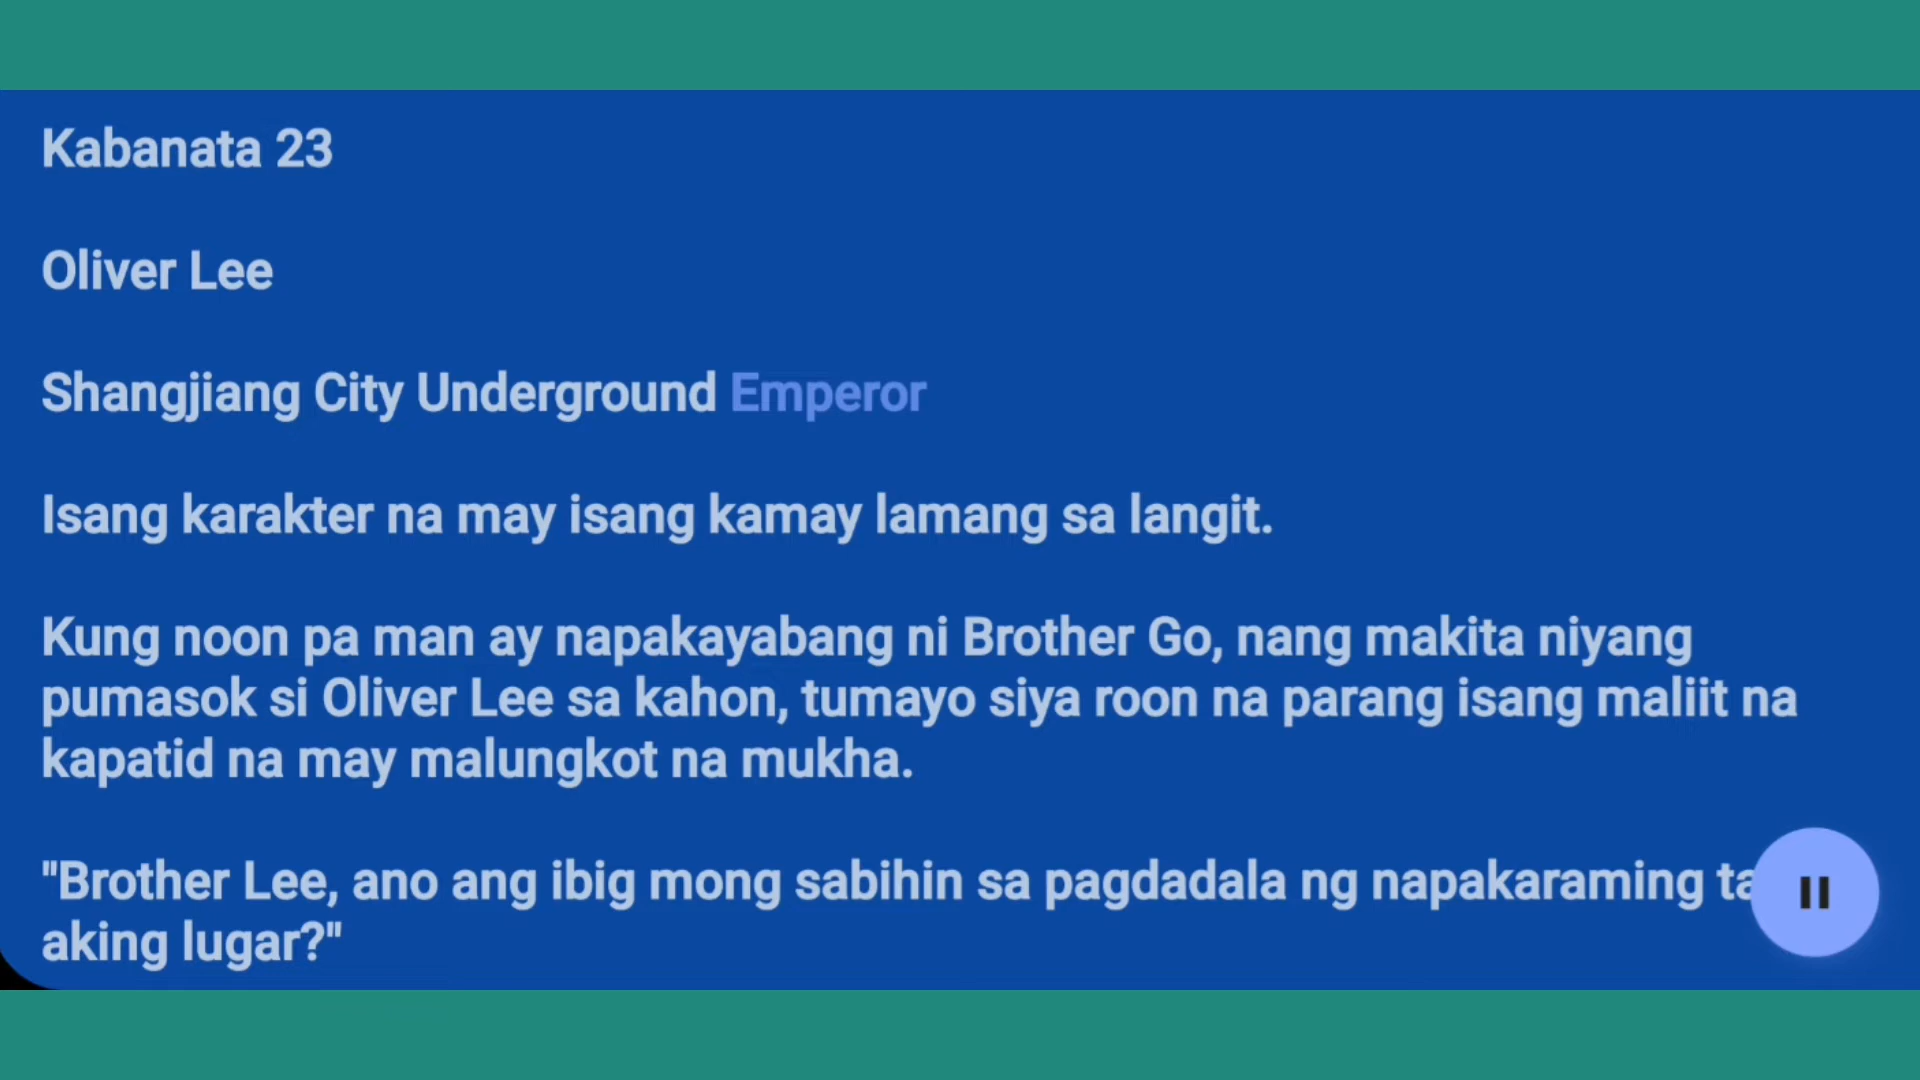 Kabanata 23
Oliver Lee
Shangjiang City Underground Emperor
Isang karakter na may isang kamay lamang sa langit.
Kung noon pa man ay napakayabang ni Brother Go, nang makita niyang
pumasok si Oliver Lee sa kahon, tumayo siya roon na parang isang maliit na
kapatid na may malungkot na mukha.
"Brother Lee, ano ang ibig mong sabihin sa pagdadala ng napakaraming
aking lugar?"